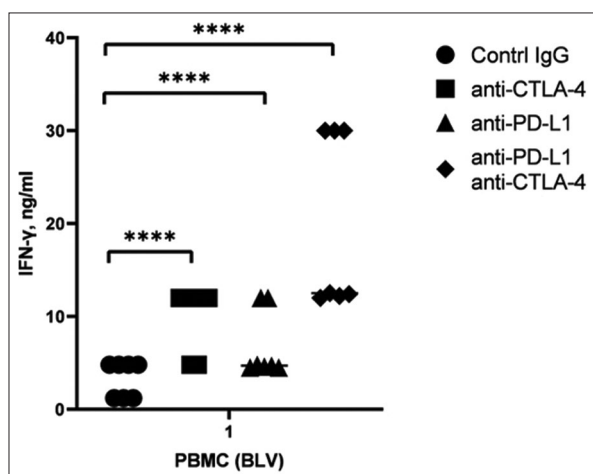 40
30
20
10
0
IFN-γ, ng/ml
****
****
****
1
PBMC (BLV)
Contrl IgG
anti-CTLA-4
anti-PD-L1
anti-PD-L1
anti-CTLA-4